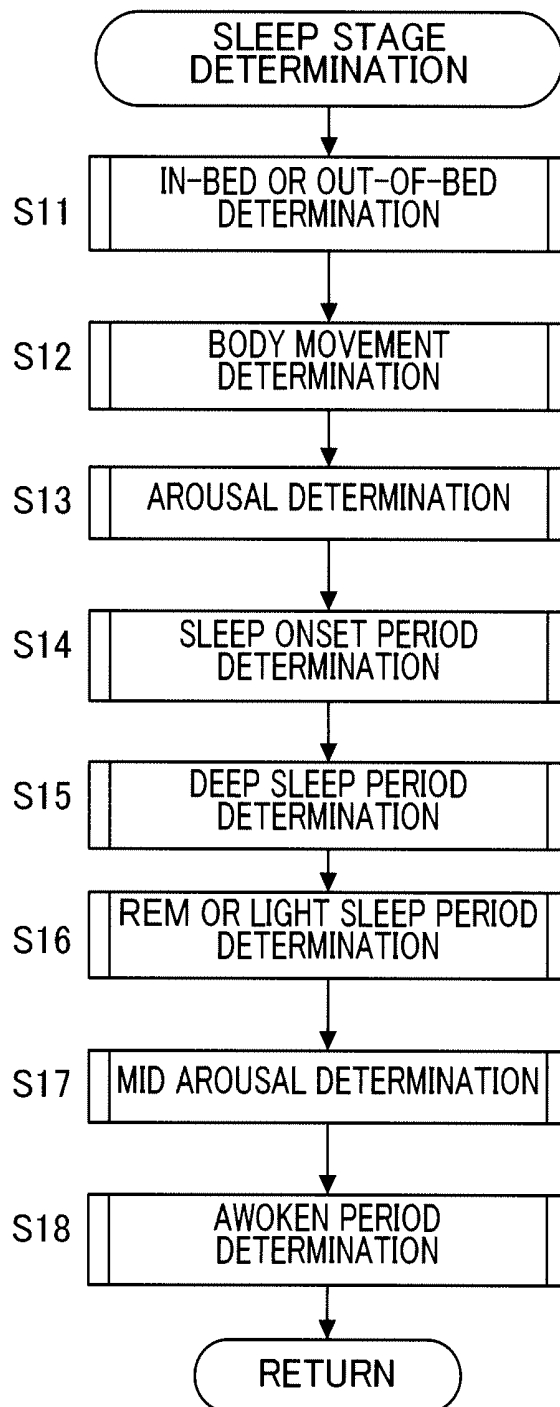 SLEEP STAGE
DETERMINATION
S11
IN-BED OR OUT-OF-BED
DETERMINATION
S12
BODY MOVEMENT
DETERMINATION
S13
AROUSAL DETERMINATION
S14
SLEEP ONSET PERIOD
DETERMINATION
S15
DEEP SLEEP PERIOD
DETERMINATION
S16
REM OR LIGHT SLEEP PERIOD
DETERMINATION
S17
MID AROUSAL DETERMINATION
S18
AWOKEN PERIOD
DETERMINATION
RETURN